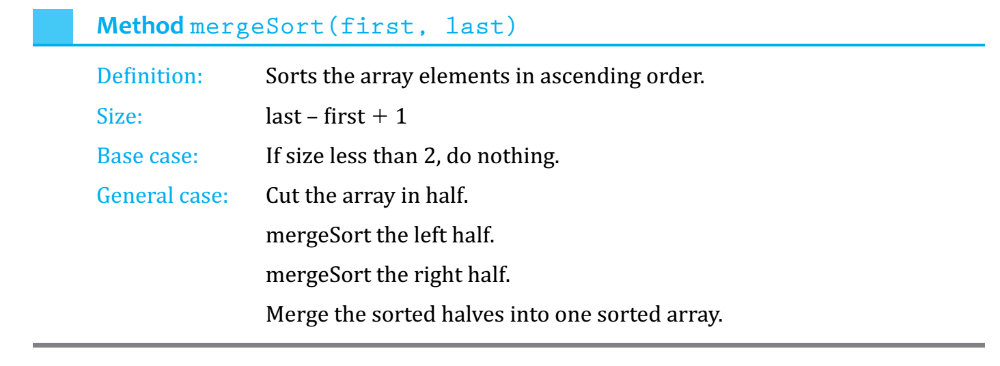 Method mergeSort(first, last)
Definition: Sorts the array elements in ascending order.
Size: last – first + 1
Base case: If size less than 2, do nothing.
General case: Cut the array in half.
mergeSort the left half.
mergeSort the right half.
Merge the sorted halves into one sorted array.